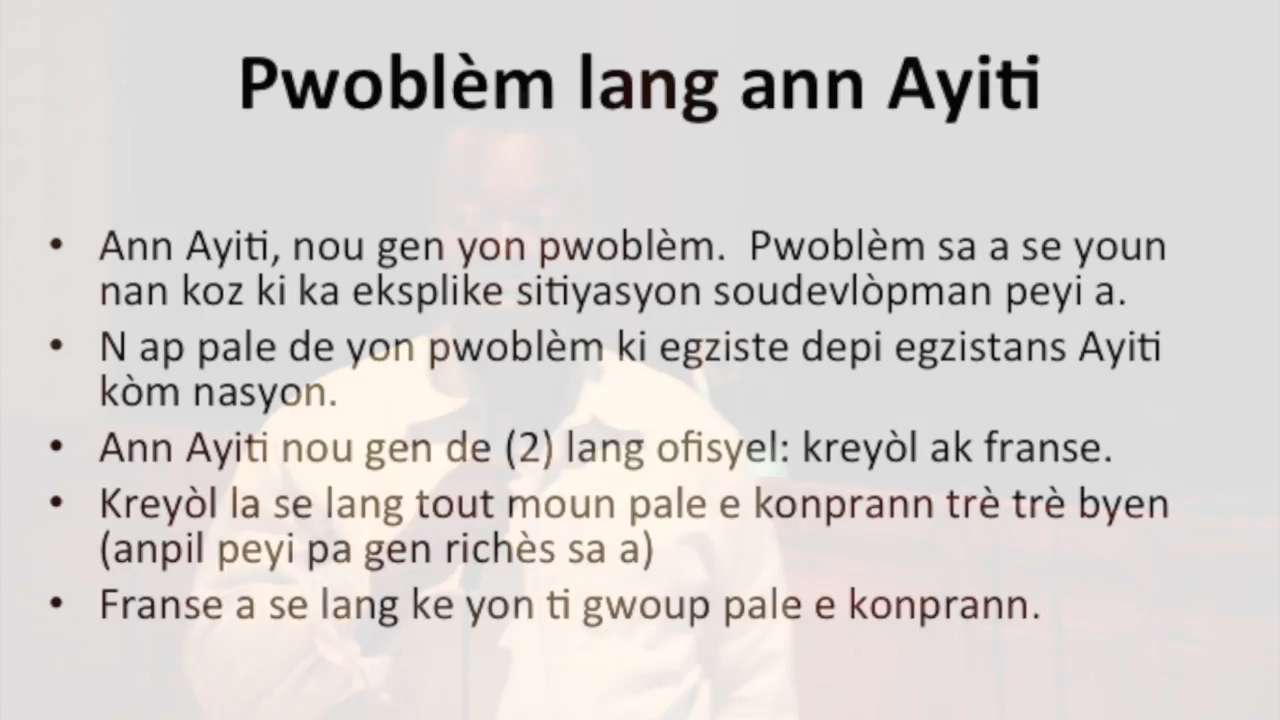 Pwoblèm lang ann Ayiti
• Ann Ayiti, nou gen yon pwoblèm. Pwoblèm sa a se youn
nan koz ki ka eksplike sitiyasyon soudevlòpman peyi a.
• N ap pale de yon pwoblèm ki egziste depi egzistans Ayiti
kòm nasyon.
• Ann Ayiti nou gen de (2) lang ofisyel: kreyòl ak franse.
• Kreyòl la se lang tout moun pale e konprann trè trè byen
(anpil peyi pa gen richès sa a)
• Franse a se lang ke yon ti gwoup pale e konprann.